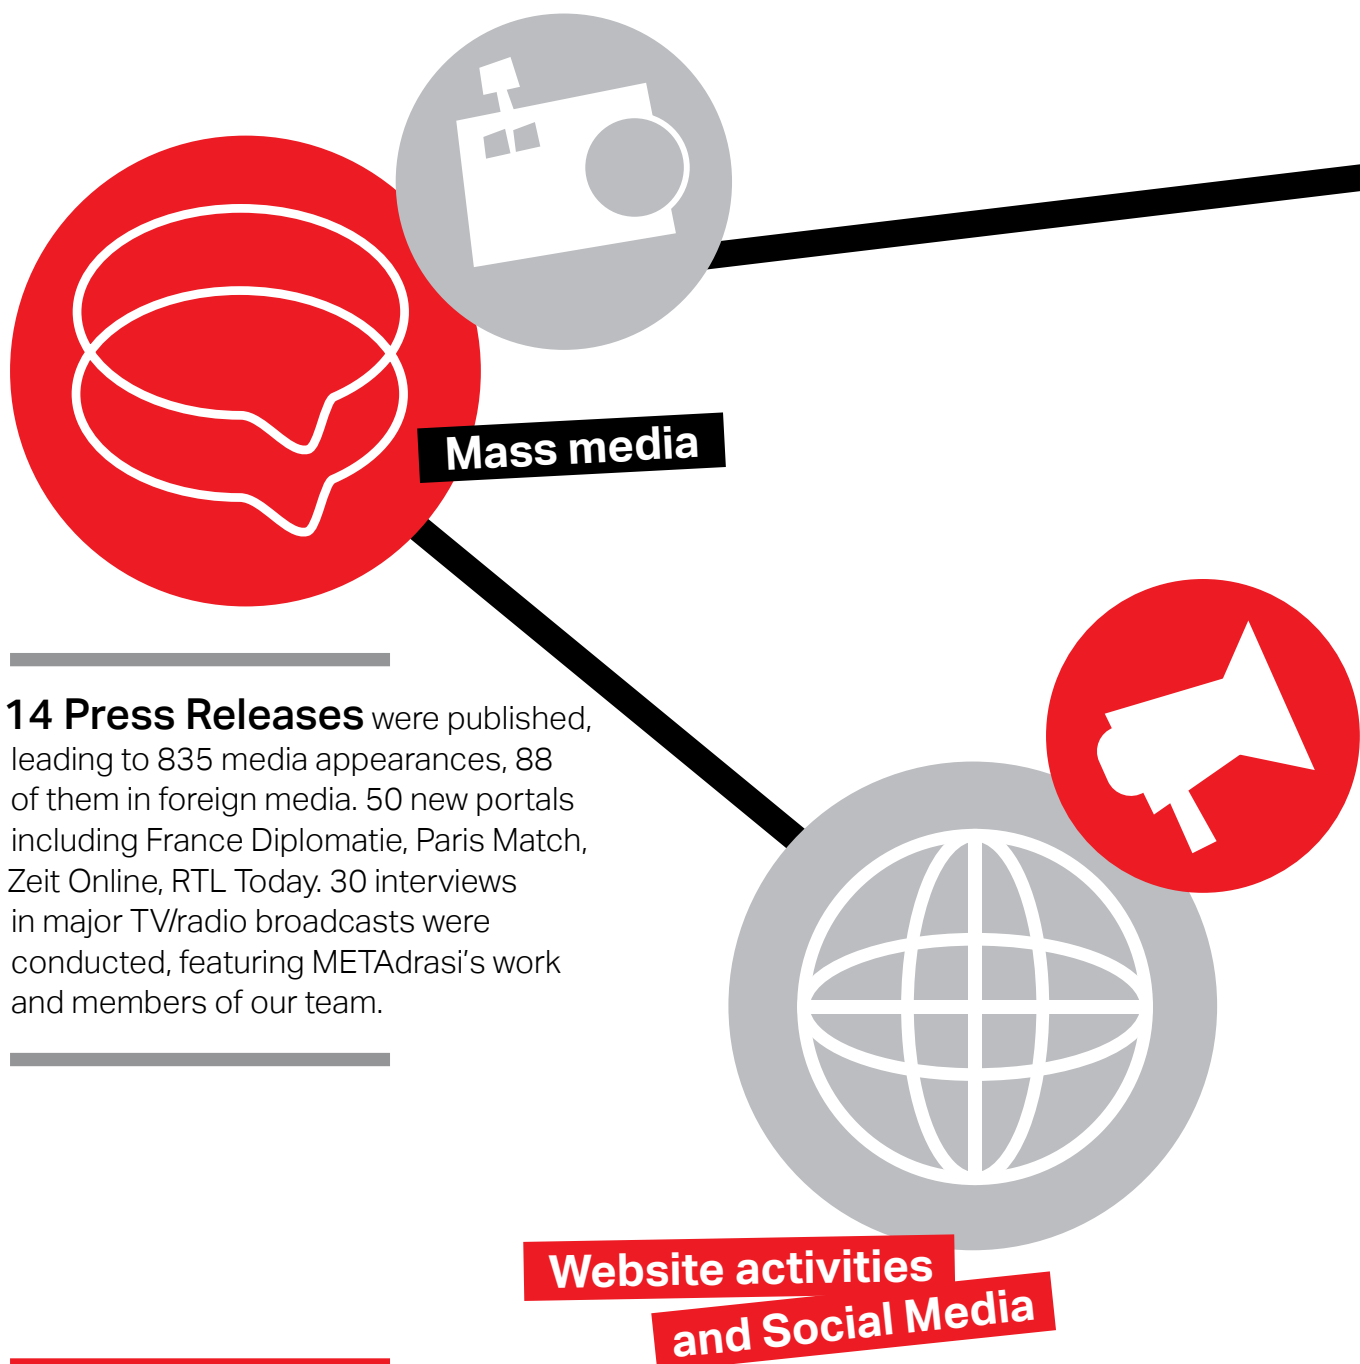 Mass media
14 Press Releases were published,
leading to 835 media appearances, 88
of them in foreign media. 50 new portals
including France Diplomatie, Paris Match,
Zeit Online, RTL Today. 30 interviews
in major TV/radio broadcasts were
conducted, featuring METAdrasi’s work
and members of our team.
Website activities
and Social Media